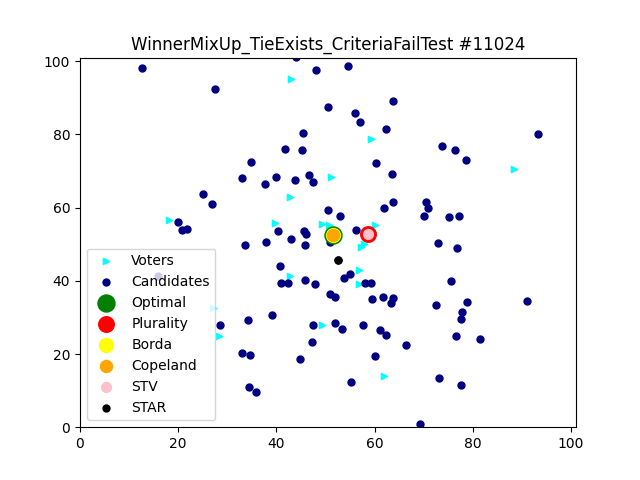 WinnerMixUp_TieExists_CriteriaFailTest #11024
100
80
60
40
20
0
0
20
40
60
80
100
Voters
Candidates
Optimal
Plurality
Borda
Copeland
STV
STAR